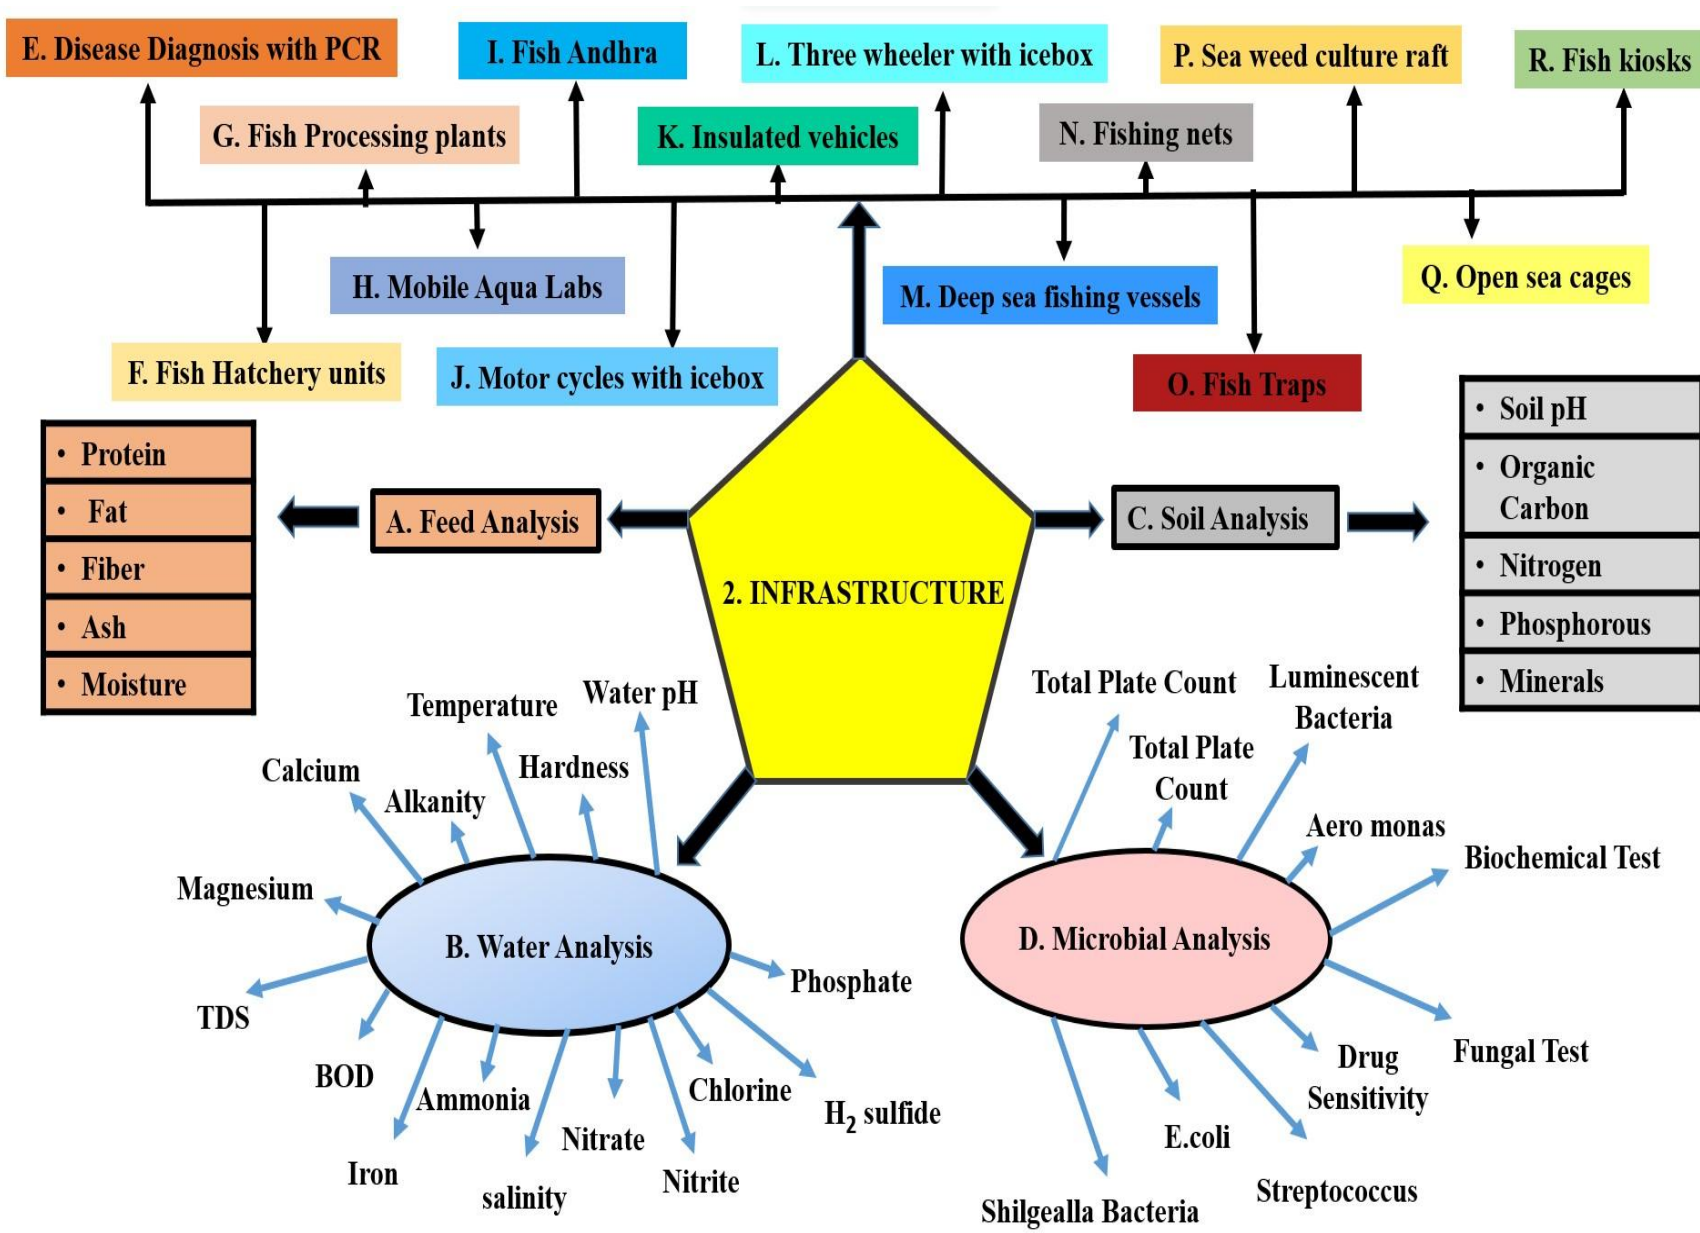 E. Disease Diagnosis with PCR
I. Fish Andhra
L. Three wheeler with icebox
P. Sea weed culture raft
R. Fish kiosks
G. Fish Processing plants
K. Insulated vehicles
N. Fishing nets
H. Mobile Aqua Labs
M. Deep sea fishing vessels
Q. Open sea cages
F. Fish Hatchery units
J. Motor cycles with icebox
O. Fish Traps
• Protein
• Fat
• Fiber
• Ash
• Moisture
A. Feed Analysis
2. INFRASTRUCTURE
C. Soil Analysis
• Soil pH
• Organic
Carbon
• Nitrogen
• Phosphorous
• Minerals
Water pH
Temperature
Hardness
Calcium
Alkanity
Magnesium
B. Water Analysis
TDS
BOD
Iron
Ammonia
salinity
Nitrate
Nitrite
Chlorine
H₂ sulfide
Phosphate
Total Plate Count
Total Plate
Count
Luminescent
Bacteria
Aero monas
Biochemical Test
D. Microbial Analysis
Fungal Test
Drug
Sensitivity
Streptococcus
E.coli
Shilgealla Bacteria